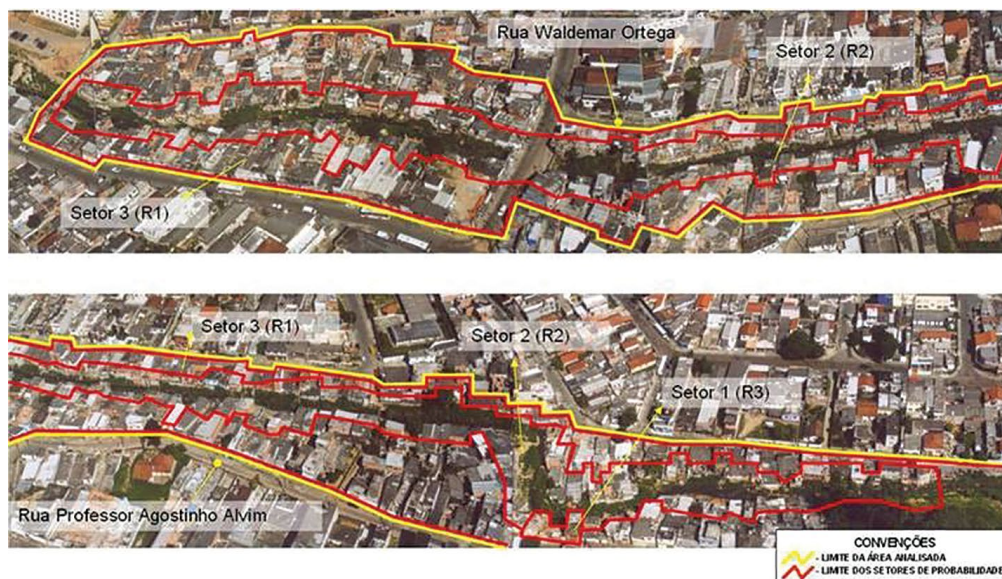 Rua Waldemar Ortega
Setor 2 (R2)
Setor 3 (R1)
Setor 3 (R1)
Setor 2 (R2)
Setor 1 (R3)
Rua Professor Agostinho Alvim
CONVENÇÕES
- LIMITE DA ÁREA ANALISADA
- LIMITE DOS SETORES DE PROBABILIDADE